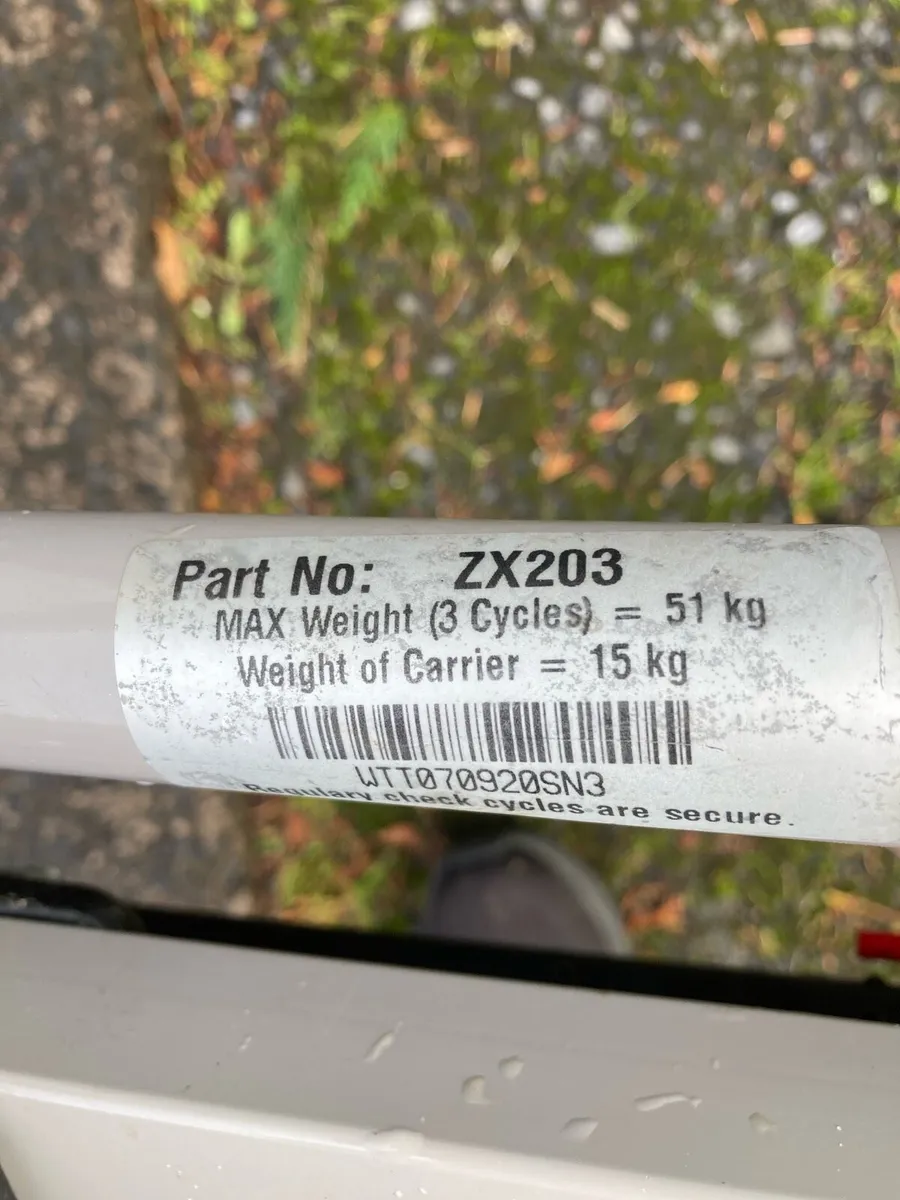 Part No: ZX203
MAX Weight (3 Cycles) = 51 kg
Weight of Carrier = 15 kg
WTT070920SN3
Regulary check cycles are secure.